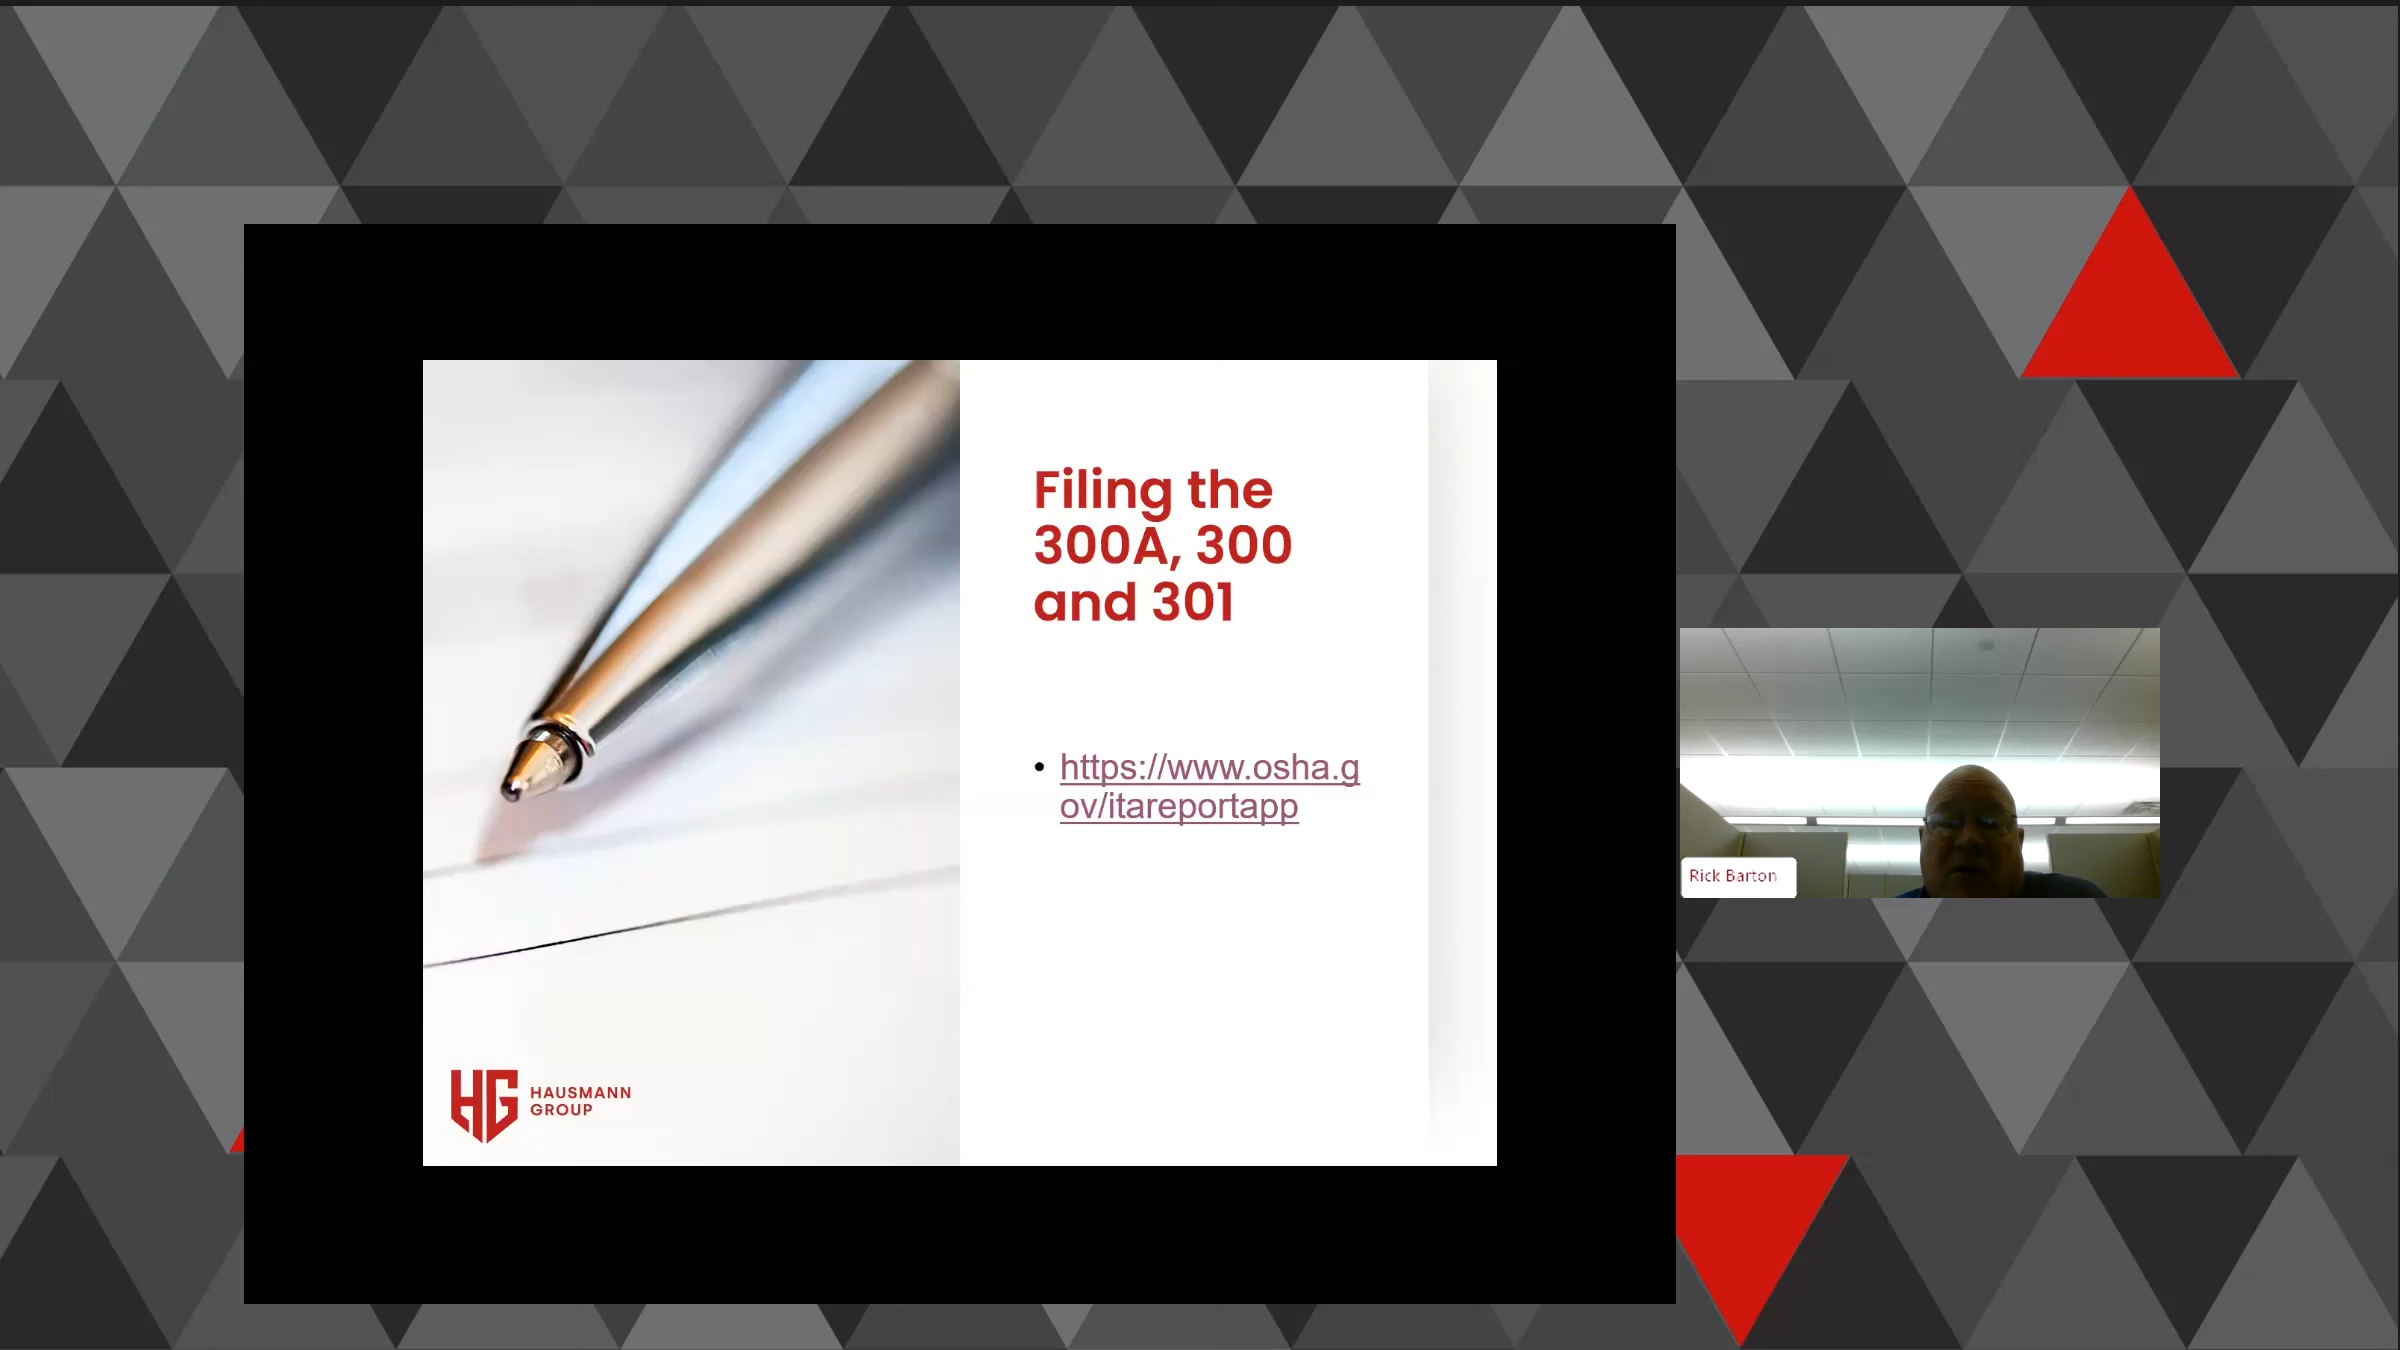 Filing the
300A, 300
and 301
• https://www.osha.g
ov/itareportapp
HAUSMANN
GROUP
Rick Barton